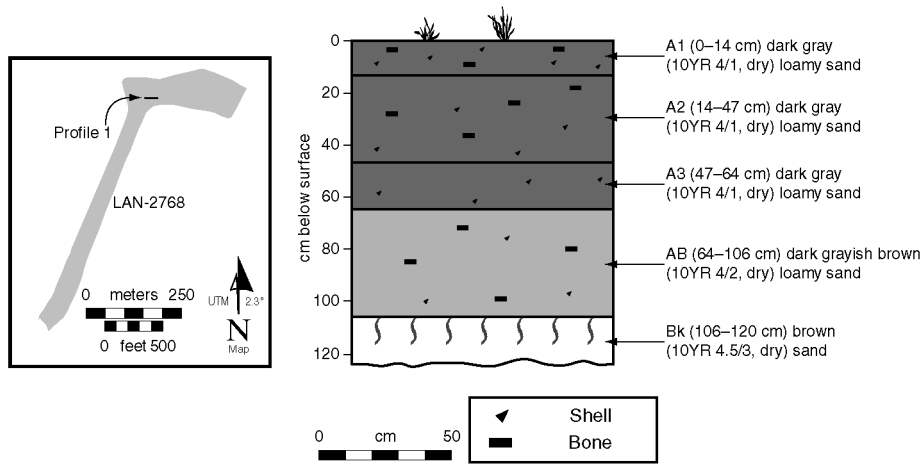 Profile 1
LAN-2768
0 meters 250
0 feet 500
UTM 2.3°
N
Map
cm below surface
0
20
40
60
80
100
120
A1 (0–14 cm) dark gray
(10YR 4/1, dry) loamy sand
A2 (14–47 cm) dark gray
(10YR 4/1, dry) loamy sand
A3 (47–64 cm) dark gray
(10YR 4/1, dry) loamy sand
AB (64–106 cm) dark grayish brown
(10YR 4/2, dry) loamy sand
Bk (106–120 cm) brown
(10YR 4.5/3, dry) sand
0 cm 50
Shell
Bone